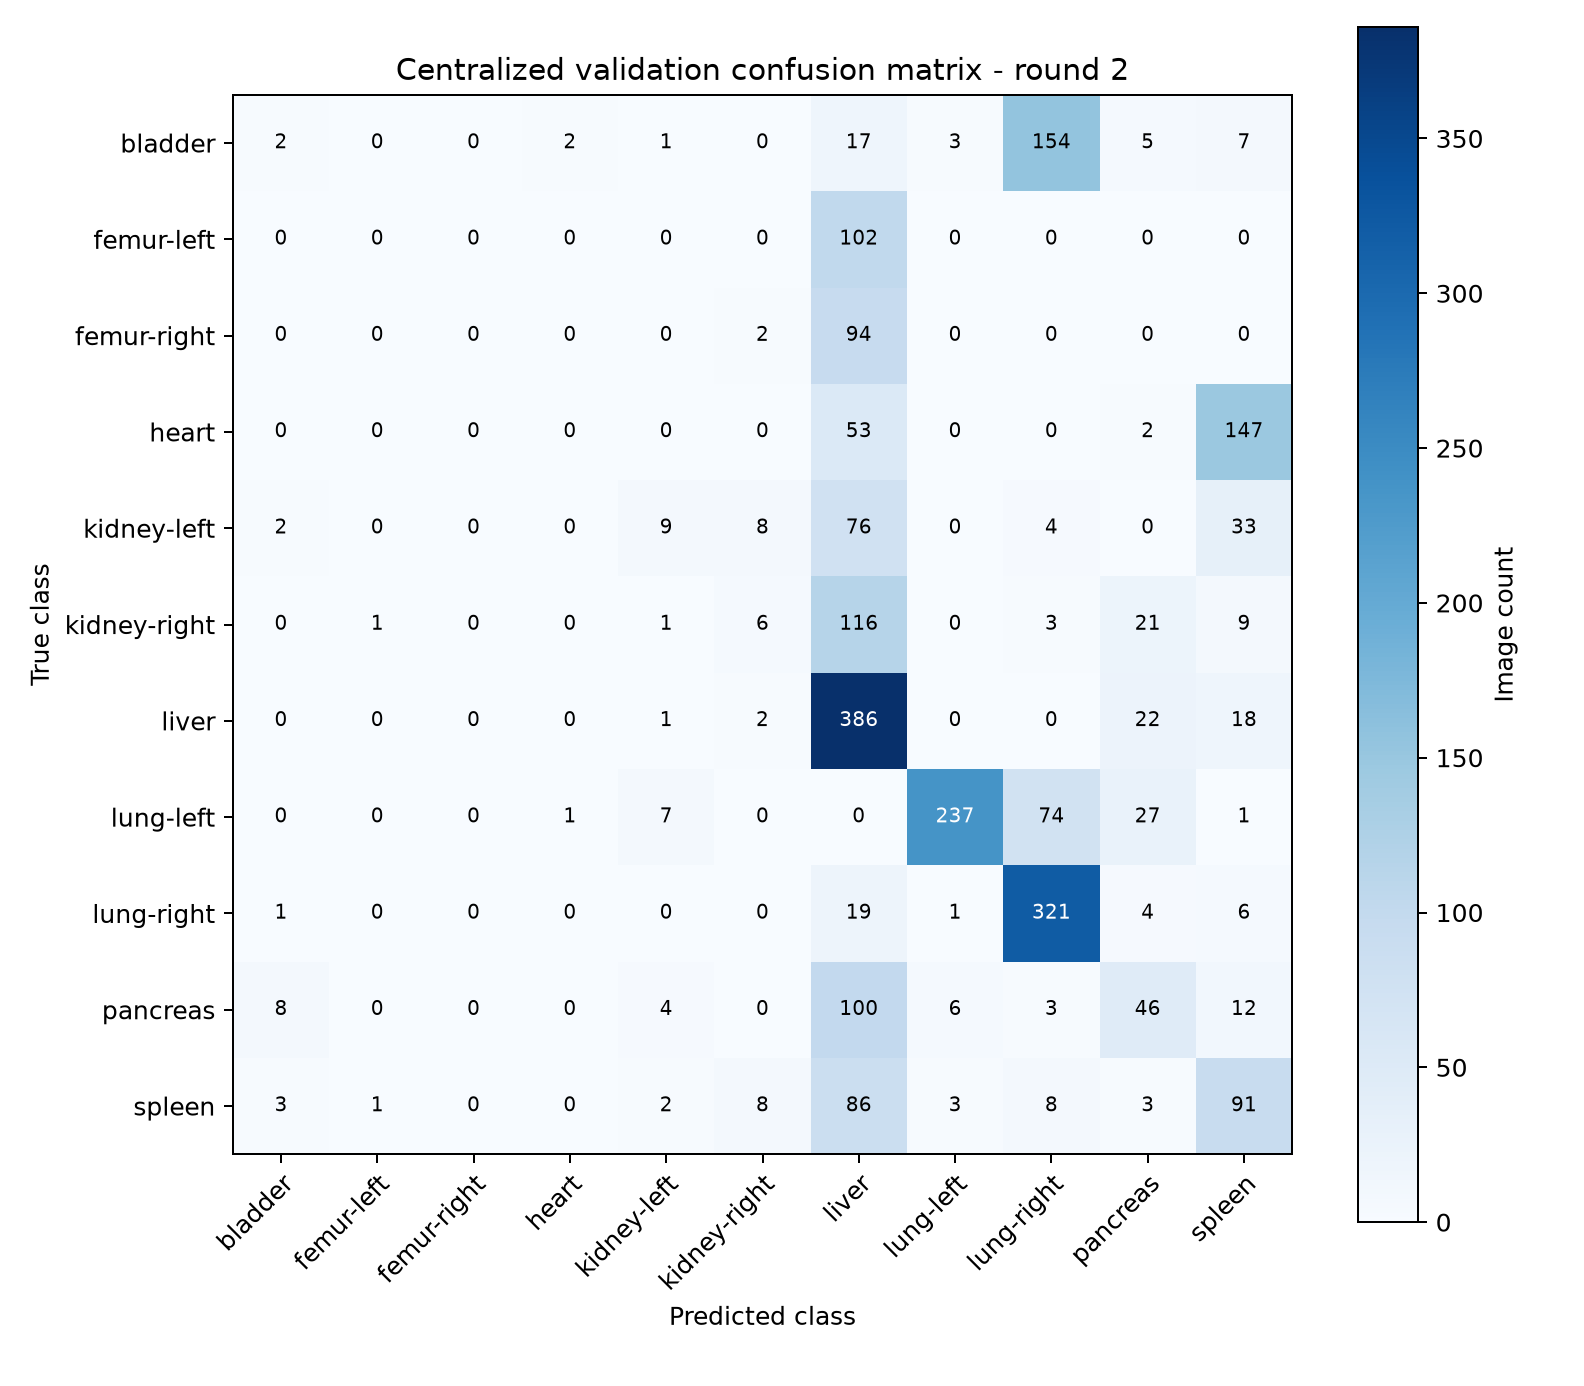 Centralized validation confusion matrix - round 2
bladder 2 0 0 2 1 0 17 3 154 5 7
femur-left 0 0 0 0 0 0 102 0 0 0 0
femur-right 0 0 0 0 0 2 94 0 0 0 0
heart 0 0 0 0 0 0 53 0 0 2 147
kidney-left 2 0 0 0 9 8 76 0 4 0 33
kidney-right 0 1 0 0 1 6 116 0 3 21 9
liver 0 0 0 0 1 2 386 0 0 22 18
lung-left 0 0 0 1 7 0 0 237 74 27 1
lung-right 1 0 0 0 0 0 19 1 321 4 6
pancreas 8 0 0 0 4 0 100 6 3 46 12
spleen 3 1 0 0 2 8 86 3 8 3 91
bladder femur-left femur-right heart kidney-left kidney-right liver lung-left lung-right pancreas spleen
Predicted class
True class
350
300
250
200
150
100
50
0
Image count